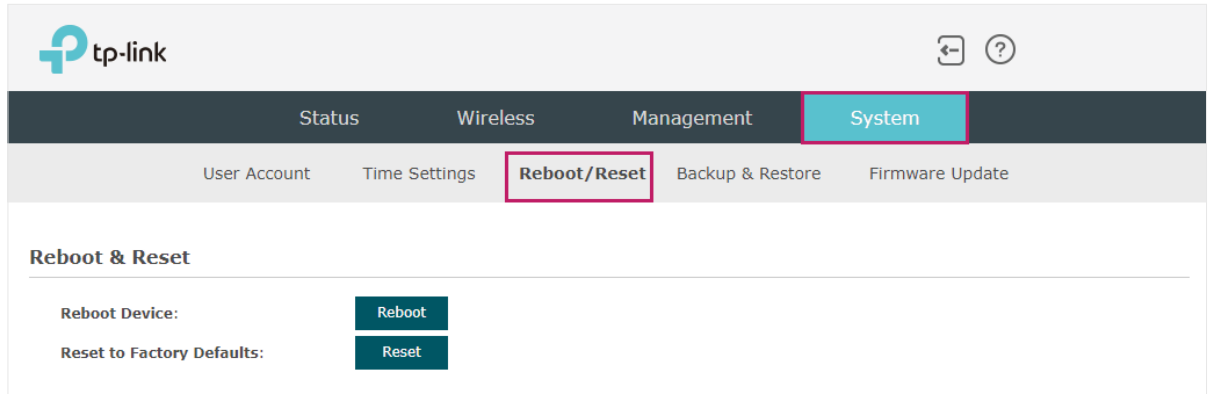 tp-link
?
Status Wireless Management System
User Account Time Settings Reboot/Reset Backup & Restore Firmware Update
Reboot & Reset
Reboot Device: Reboot
Reset to Factory Defaults: Reset